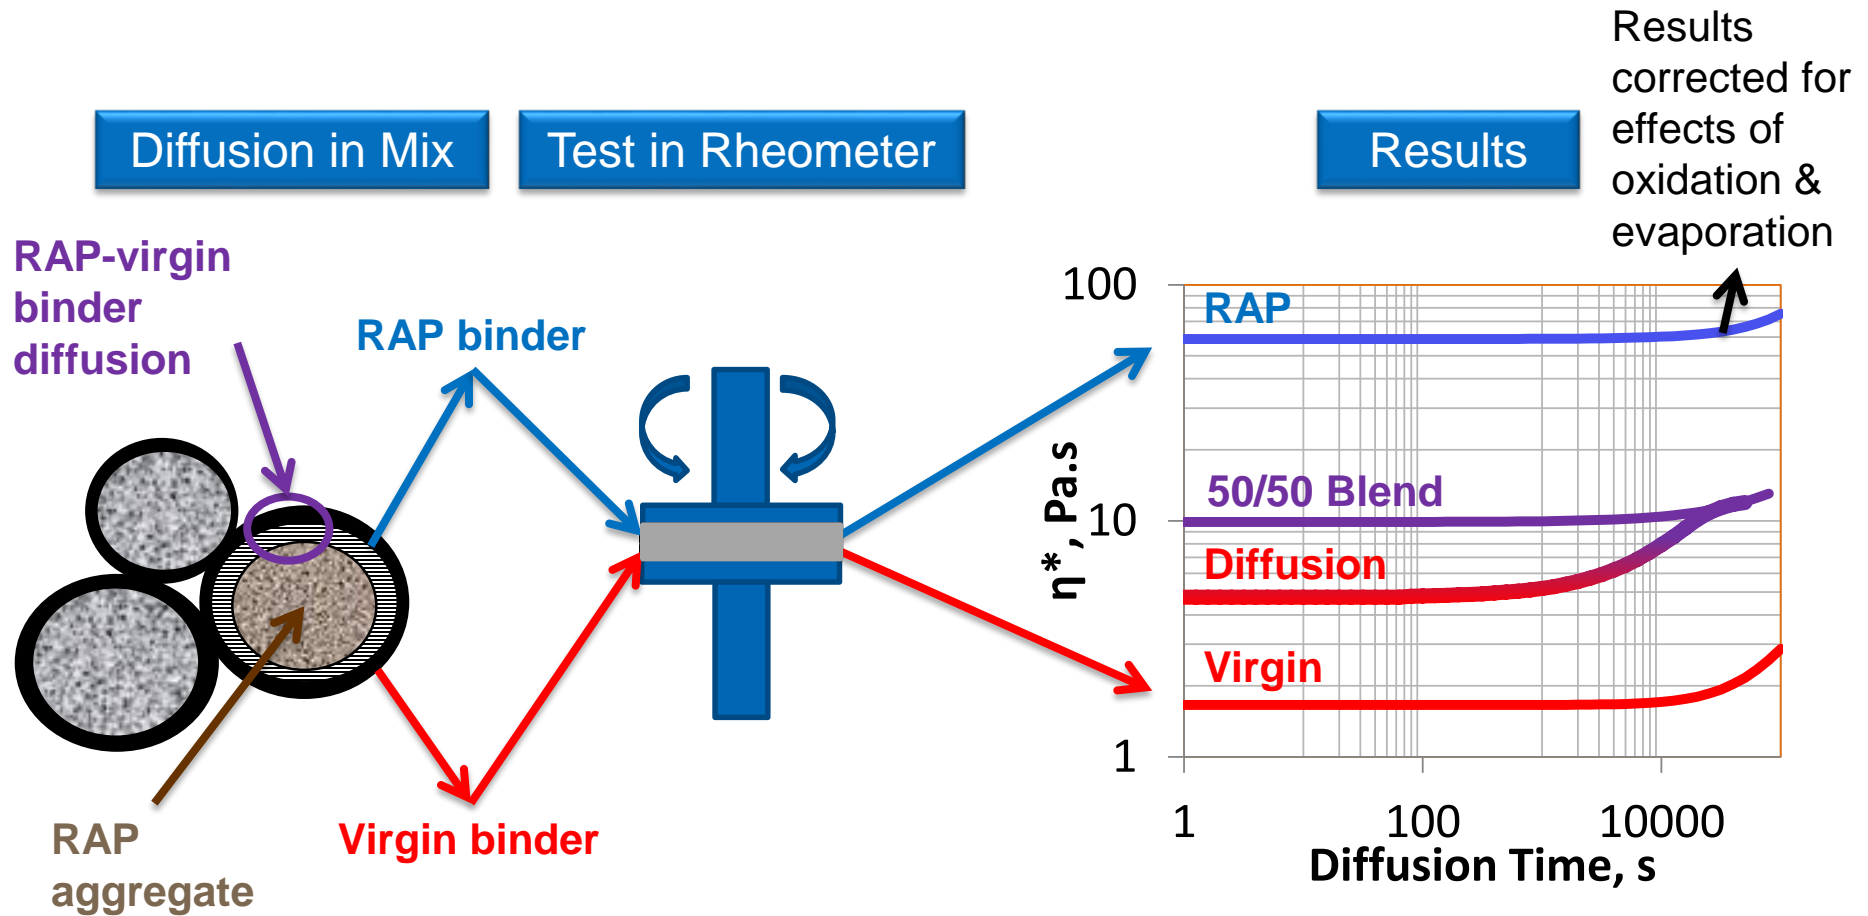 Diffusion in Mix
Test in Rheometer
Results
Results
corrected for
effects of
oxidation &
evaporation
RAP-virgin
binder
diffusion
RAP binder
RAP
aggregate
Virgin binder
100
10
1
η*, Pa.s
RAP
50/50 Blend
Diffusion
Virgin
1
100
10000
Diffusion Time, s